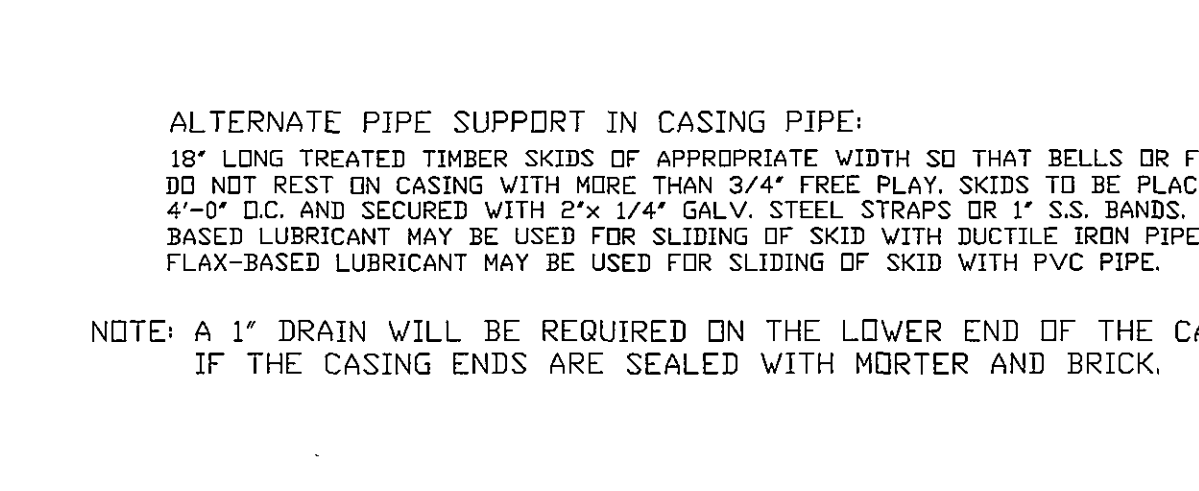 ALTERNATE PIPE SUPPORT IN CASING PIPE:
18" LONG TREATED TIMBER SKIDS OF APPROPRIATE WIDTH SO THAT BELLS OR
DO NOT REST ON CASING WITH MORE THAN 3/4" FREE PLAY. SKIDS TO BE
4'-0" O.C. AND SECURED WITH 2"x 1/4" GALV. STEEL STRAPS OR 1" S.S. BANDS.
BASED LUBRICANT MAY BE USED FOR SLIDING OF SKID WITH DUCTILE IRON PIPE
FLAX-BASED LUBRICANT MAY BE USED FOR SLIDING OF SKID WITH PVC PIPE.
NOTE: A 1" DRAIN WILL BE REQUIRED ON THE LOWER END OF THE
IF THE CASING ENDS ARE SEALED WITH MORTER AND BRICK.